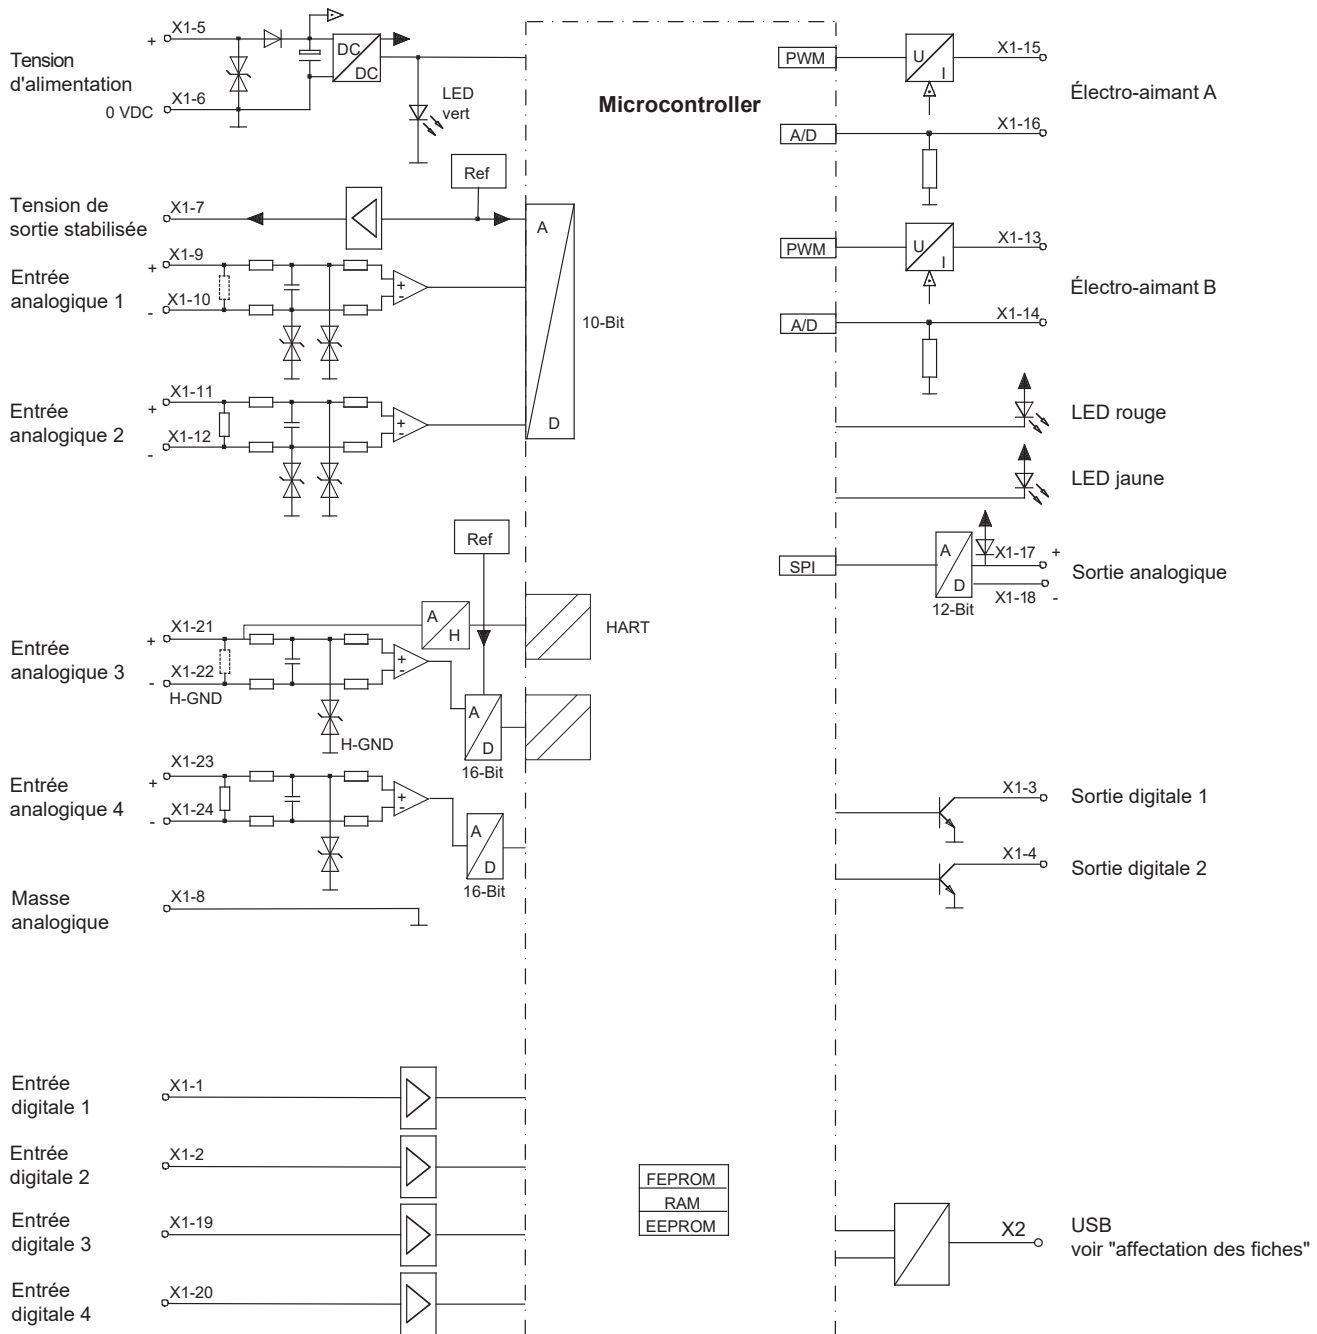 X1-5
+
Tension
d'alimentation
DC
DC
X1-6
0 VDC
LED
vert
Microcontroller
PWM
U
I
X1-15
Électro-aimant A
A/D
X1-16
Ref
Tension de
sortie stabilisée
X1-7
A
D
10-Bit
X1-9
+
Entrée
analogique 1
X1-10
-
+
-
PWM
U
I
X1-13
Électro-aimant B
A/D
X1-14
X1-11
+
Entrée
analogique 2
X1-12
-
+
-
LED rouge
LED jaune
Ref
SPI
A
D
12-Bit
X1-17
+
Sortie analogique
X1-18
-
X1-21
+
Entrée
analogique 3
X1-22
-
H-GND
+
-
A
H
HART
H-GND
A
D
16-Bit
X1-23
+
Entrée
analogique 4
X1-24
-
+
-
A
D
16-Bit
X1-3
Sortie digitale 1
X1-4
Sortie digitale 2
Masse
analogique
X1-8
Entrée
digitale 1
X1-1
Entrée
digitale 2
X1-2
Entrée
digitale 3
X1-19
Entrée
digitale 4
X1-20
FEPROM
RAM
EEPROM
X2
USB
voir "affectation des fiches"